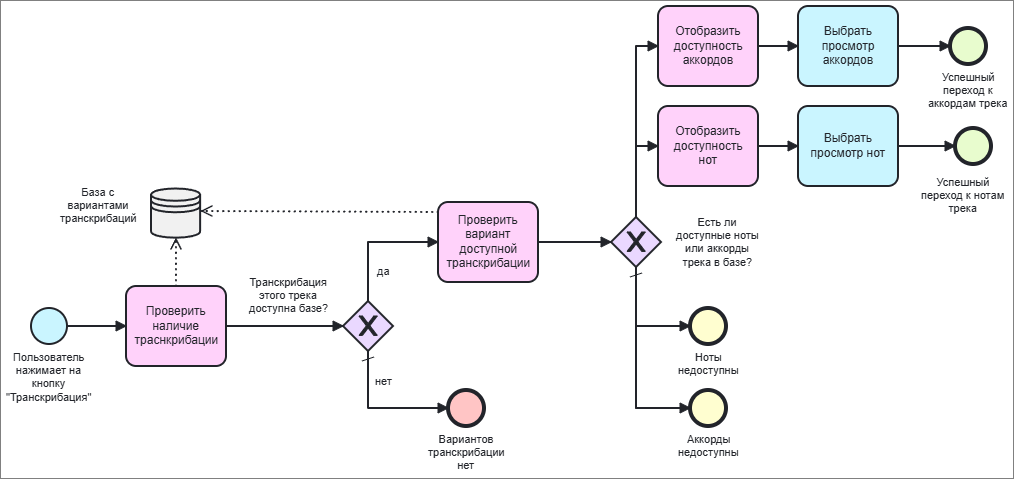 Отобразить
доступность
аккордов
Выбрать
просмотр
аккордов
Успешный
переход к
аккордам трека
Отобразить
доступность
нот
Выбрать
просмотр нот
Успешный
переход к нотам
трека
База с
вариантами
транскрибаций
Проверить
вариант
доступной
транскрибации
Есть ли
доступные ноты
или аккорды
трека в базе?
да
Транскрибация
этого трека
доступна базе?
Проверить
наличие
траснкрибации
Пользователь
нажимает на
кнопку
"Транскрибация"
нет
Вариантов
транскрибации
нет
Ноты
недоступны
Аккорды
недоступны